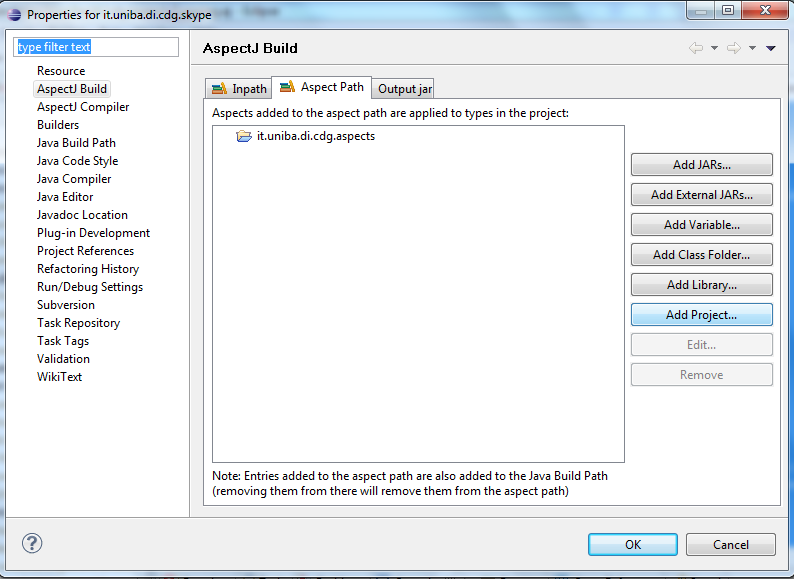 Properties for it.uniba.di.cdg.skype
type filter text
Resource
AspectJ Build
AspectJ Compiler
Builders
Java Build Path
Java Code Style
Java Compiler
Java Editor
Javadoc Location
Plug-in Development
Project References
Refactoring History
Run/Debug Settings
Subversion
Task Repository
Task Tags
Validation
WikiText
AspectJ Build
Inpath
Aspect Path
Output jar
Aspects added to the aspect path are applied to types in the project:
it.uniba.di.cdg.aspects
Add JARs...
Add External JARs...
Add Variable...
Add Class Folder...
Add Library...
Add Project...
Edit...
Remove
Note: Entries added to the aspect path are also added to the Java Build Path
(removing them from there will remove them from the aspect path)
?
OK
Cancel